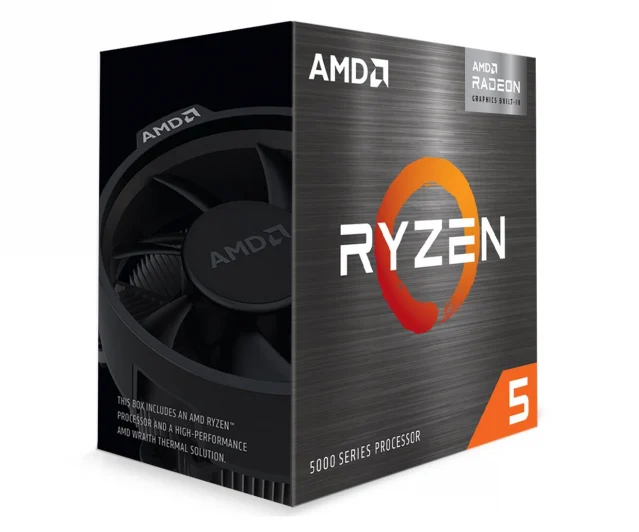 AMD
AMD
THIS BOX INCLUDES AN AMD RYZEN™
PROCESSOR AND A HIGH-PERFORMANCE
AMD WRAITH THERMAL SOLUTION.
AMD
AMD
RADEON
GRAPHICS BUILT-IN
RYZEN
5
5000 SERIES PROCESSOR